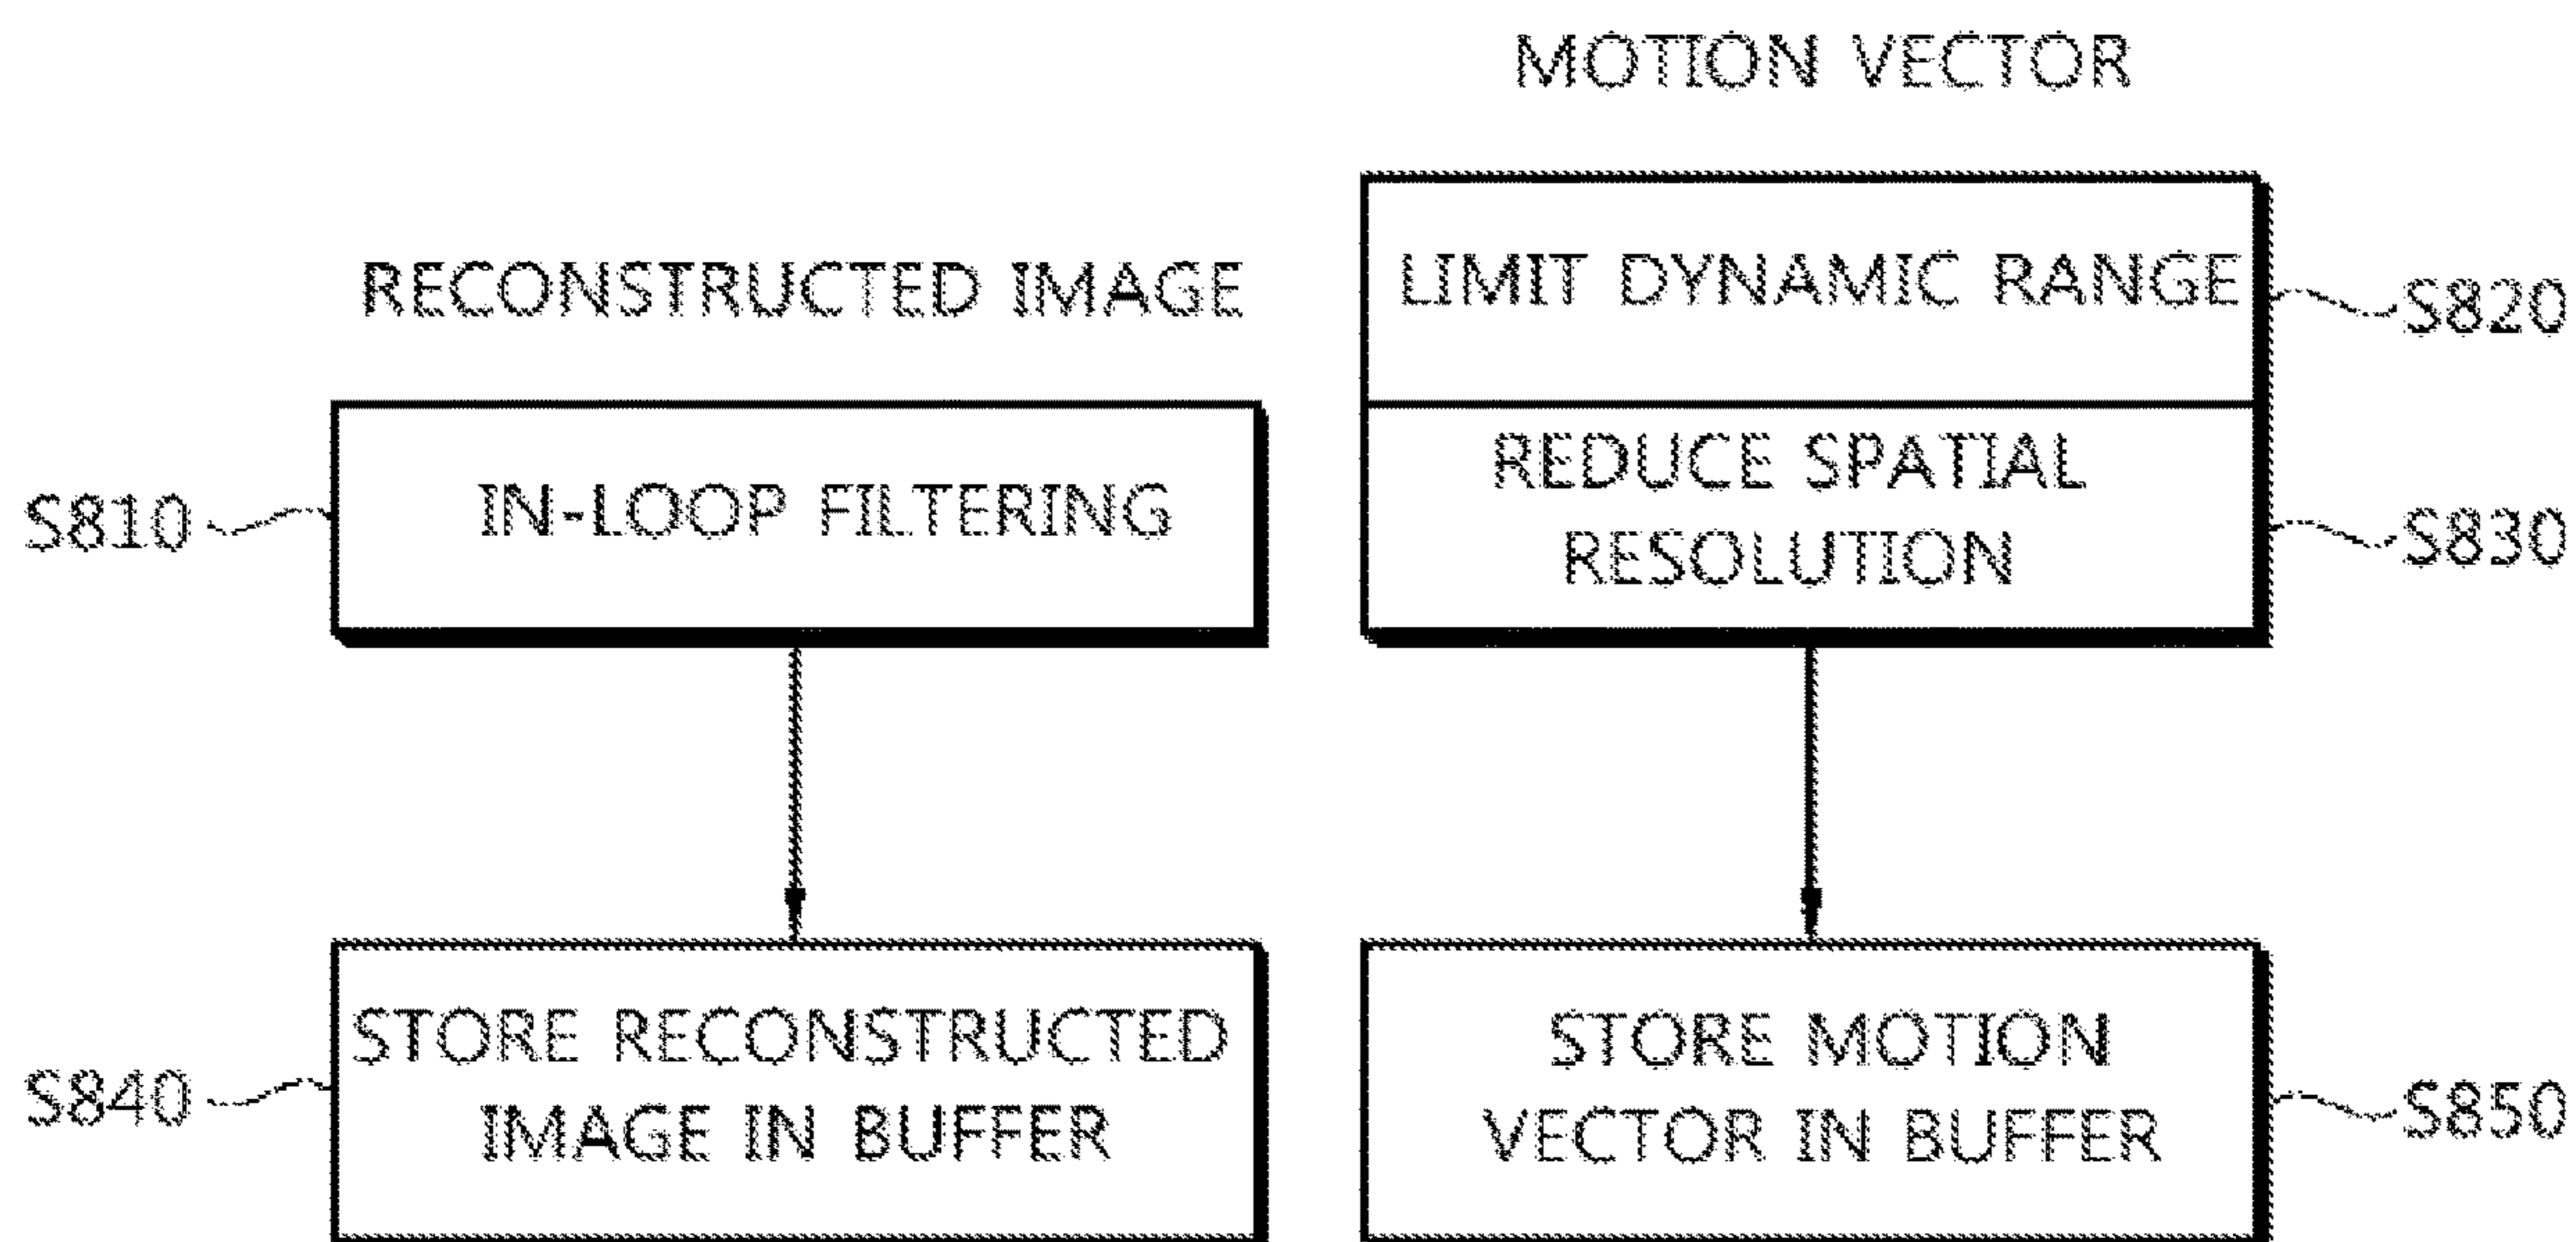 MOTION VECTOR
RECONSTRUCTED IMAGE
LIMIT DYNAMIC RANGE
S820
S810
IN-LOOP FILTERING
REDUCE SPATIAL
RESOLUTION
S830
S840
STORE RECONSTRUCTED
IMAGE IN BUFFER
STORE MOTION
VECTOR IN BUFFER
S850